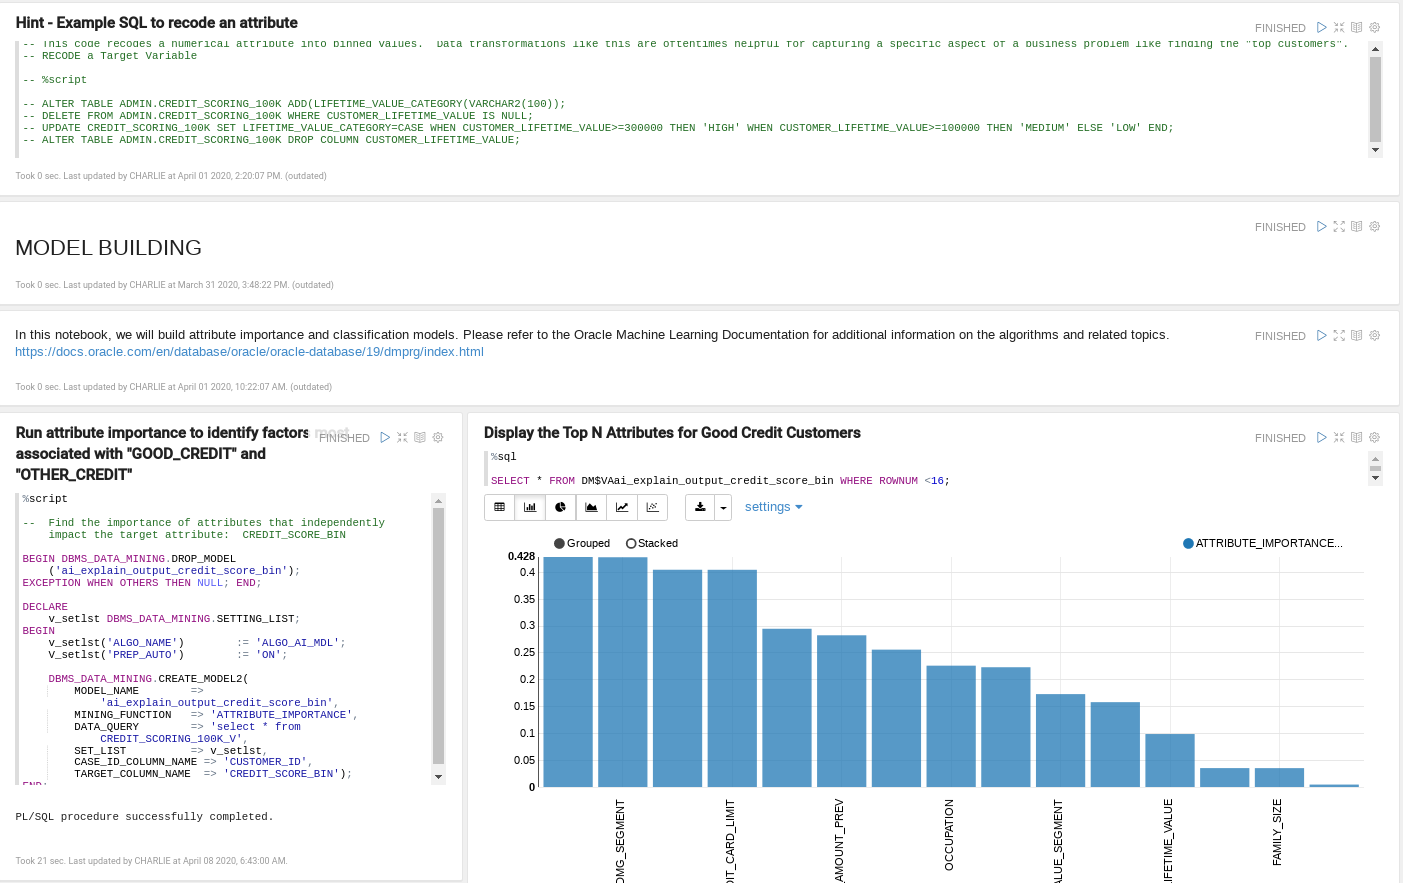 Hint - Example SQL to recode an attribute
FINISHED
-- This code recodes a numerical attribute into binned values.  Data transformations like this are oftentimes helpful for capturing a specific aspect of a business problem like finding the "top customers".
-- RECODE a Target Variable
-- %script
-- ALTER TABLE ADMIN.CREDIT_SCORING_100K ADD(LIFETIME_VALUE_CATEGORY(VARCHAR2(100));
-- DELETE FROM ADMIN.CREDIT_SCORING_100K WHERE CUSTOMER_LIFETIME_VALUE IS NULL;
-- UPDATE CREDIT_SCORING_100K SET LIFETIME_VALUE_CATEGORY=CASE WHEN CUSTOMER_LIFETIME_VALUE>=300000 THEN 'HIGH' WHEN CUSTOMER_LIFETIME_VALUE>=100000 THEN 'MEDIUM' ELSE 'LOW' END;
-- ALTER TABLE ADMIN.CREDIT_SCORING_100K DROP COLUMN CUSTOMER_LIFETIME_VALUE;
Took 0 sec. Last updated by CHARLIE at April 01 2020, 2:20:07 PM. (outdated)
FINISHED
MODEL BUILDING
Took 0 sec. Last updated by CHARLIE at March 31 2020, 3:48:22 PM. (outdated)
In this notebook, we will build attribute importance and classification models. Please refer to the Oracle Machine Learning Documentation for additional information on the algorithms and related topics.
FINISHED
https://docs.oracle.com/en/database/oracle/oracle-database/19/dmprg/index.html
Took 0 sec. Last updated by CHARLIE at April 01 2020, 10:22:07 AM. (outdated)
Run attribute importance to identify factors most
FINISHED
associated with "GOOD_CREDIT" and
"OTHER_CREDIT"
%script
--  Find the importance of attributes that independently
impact the target attribute:  CREDIT_SCORE_BIN
BEGIN DBMS_DATA_MINING.DROP_MODEL
('ai_explain_output_credit_score_bin');
EXCEPTION WHEN OTHERS THEN NULL; END;
DECLARE
v_setlst DBMS_DATA_MINING.SETTING_LIST;
BEGIN
v_setlst('ALGO_NAME')        := 'ALGO_AI_MDL';
V_setlst('PREP_AUTO')        := 'ON';
DBMS_DATA_MINING.CREATE_MODEL2(
MODEL_NAME        =>
'ai_explain_output_credit_score_bin',
MINING_FUNCTION   => 'ATTRIBUTE_IMPORTANCE',
DATA_QUERY        => 'select * from
CREDIT_SCORING_100K_V',
SET_LIST          => v_setlst,
CASE_ID_COLUMN_NAME => 'CUSTOMER_ID',
TARGET_COLUMN_NAME  => 'CREDIT_SCORE_BIN');
END;
PL/SQL procedure successfully completed.
Took 21 sec. Last updated by CHARLIE at April 08 2020, 6:43:00 AM.
Display the Top N Attributes for Good Credit Customers
FINISHED
%sql
SELECT * FROM DM$VAai_explain_output_credit_score_bin WHERE ROWNUM <16;
settings
Grouped Stacked
ATTRIBUTE_IMPORTANCE...
0.428
0.4
0.35
0.3
0.25
0.2
0.15
0.1
0.05
0
OMG_SEGMENT
DIT_CARD_LIMIT
AMOUNT_PREV
OCCUPATION
ALUE_SEGMENT
IFETIME_VALUE
FAMILY_SIZE